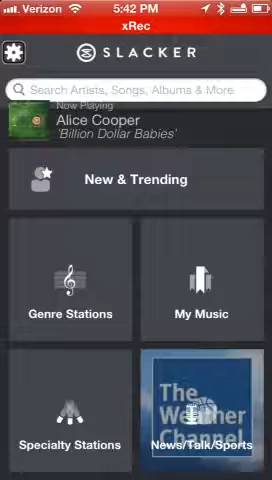 Verizon 5:42 PM
xRec
SLACKER
Search Artists, Songs, Albums & More
Now Playing
Alice Cooper
'Billion Dollar Babies'
New & Trending
Genre Stations
My Music
The
Weather
Channel
Specialty Stations
News/Talk/Sports